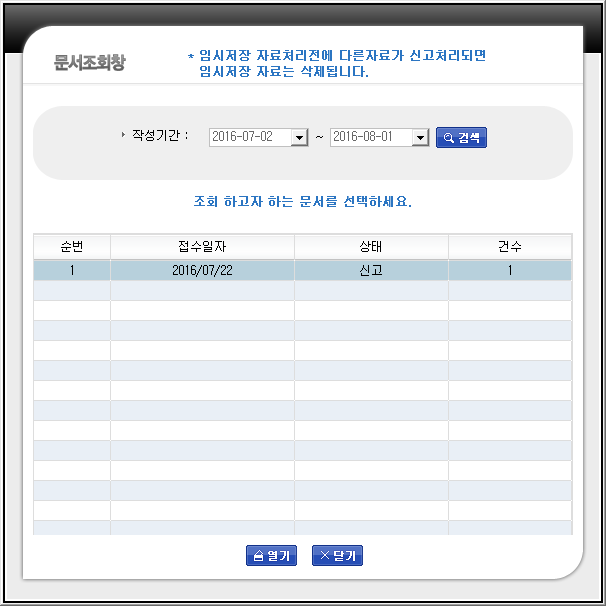 문서조회창
* 임시저장 자료처리전에 다른자료가 신고처리되면
임시저장 자료는 삭제됩니다.
작성기간 : 2016-07-02 ~ 2016-08-01 검색
조회 하고자 하는 문서를 선택하세요.
순번 접수일자 상태 건수
1 2016/07/22 신고 1
열기 닫기